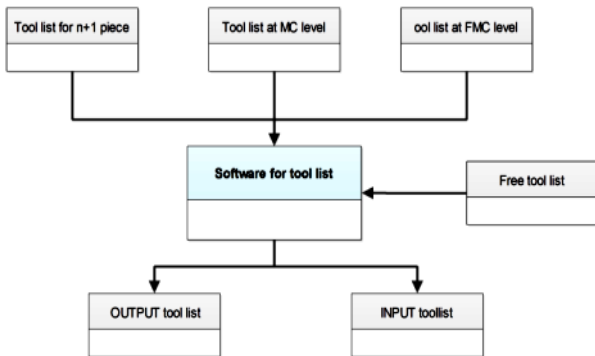 Tool list for n+1 piece
Tool list at MC level
ool list at FMC level
Software for tool list
Free tool list
OUTPUT tool list
INPUT toollist